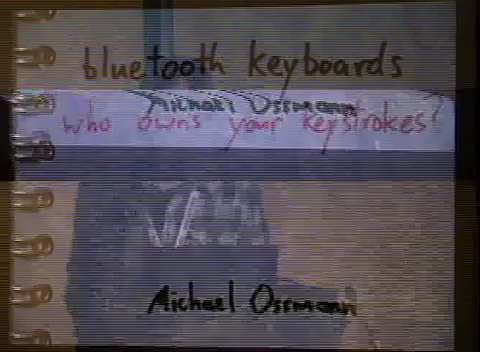 bluetooth keyboards
Michael Ossmann
who owns your keystrokes?
Michael Ossmann